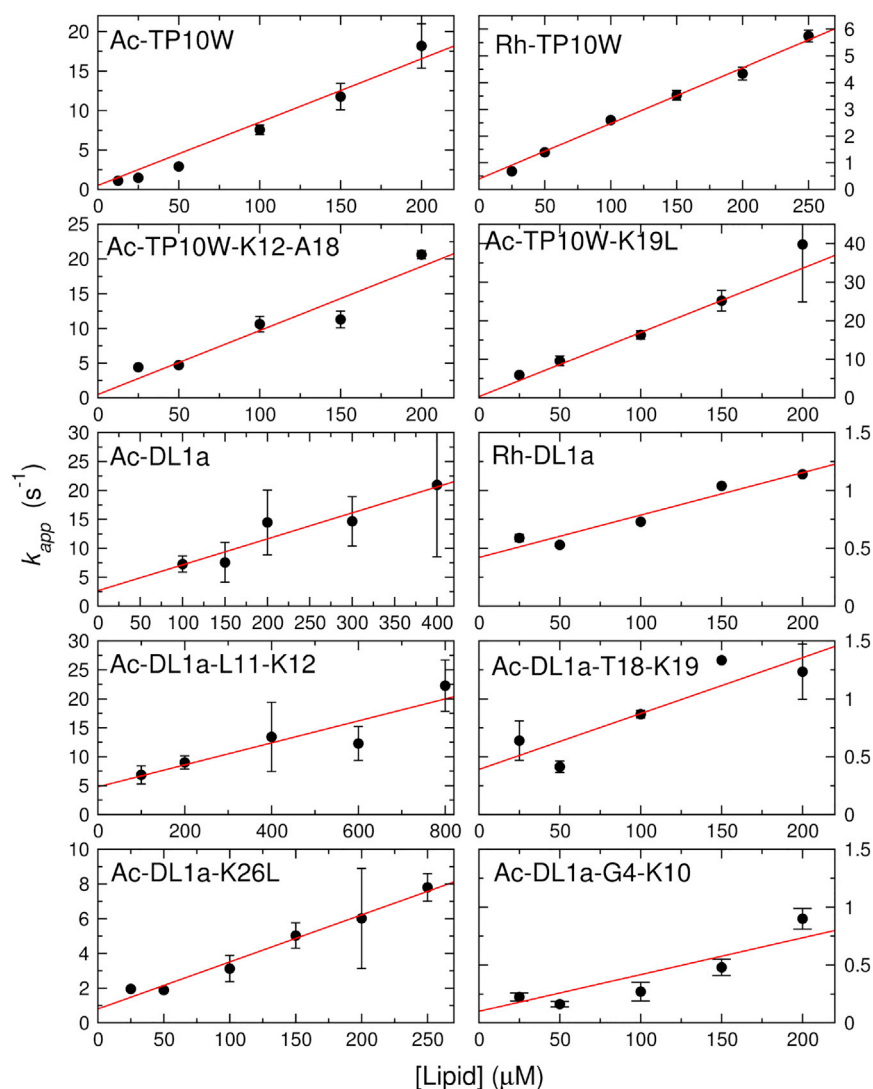 Ac-TP10W
20
15
10
5
0
0 50 100 150 200
Rh-TP10W
6
5
4
3
2
1
0
0 50 100 150 200 250
Ac-TP10W-K12-A18
25
20
15
10
5
0
0 50 100 150 200
Ac-TP10W-K19L
40
30
20
10
0
0 50 100 150 200
k_app (s⁻¹)
Ac-DL1a
30
25
20
15
10
5
0
0 50 100 150 200 250 300 350 400
Rh-DL1a
1.5
1
0.5
0
0 50 100 150 200
Ac-DL1a-L11-K12
30
25
20
15
10
5
0
0 200 400 600 800
Ac-DL1a-T18-K19
1.5
1
0.5
0
0 50 100 150 200
Ac-DL1a-K26L
10
8
6
4
2
0
0 50 100 150 200 250
Ac-DL1a-G4-K10
1.5
1
0.5
0
0 50 100 150 200
[Lipid] (μM)